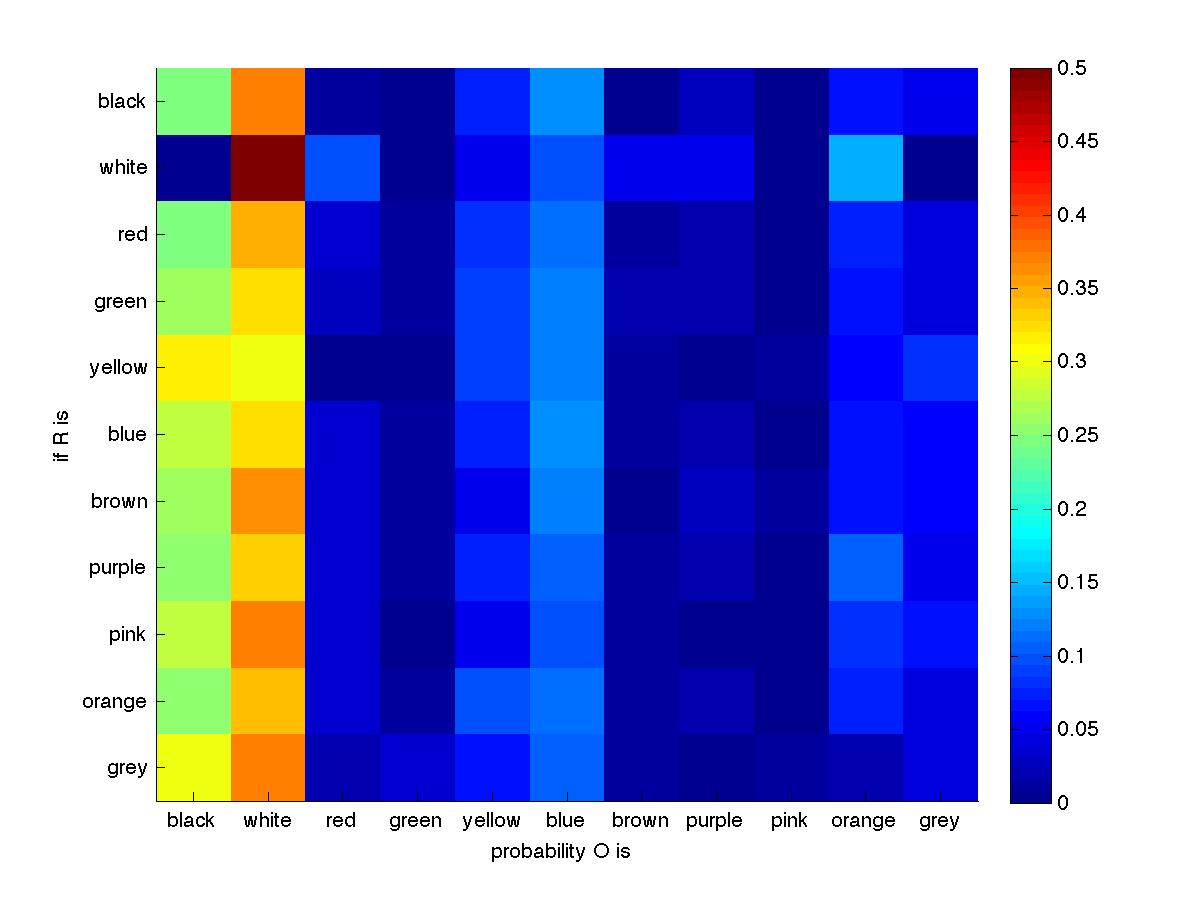 black
white
red
green
yellow
blue
brown
purple
pink
orange
grey
if R is
black white red green yellow blue brown purple pink orange grey
probability O is
0.5
0.45
0.4
0.35
0.3
0.25
0.2
0.15
0.1
0.05
0